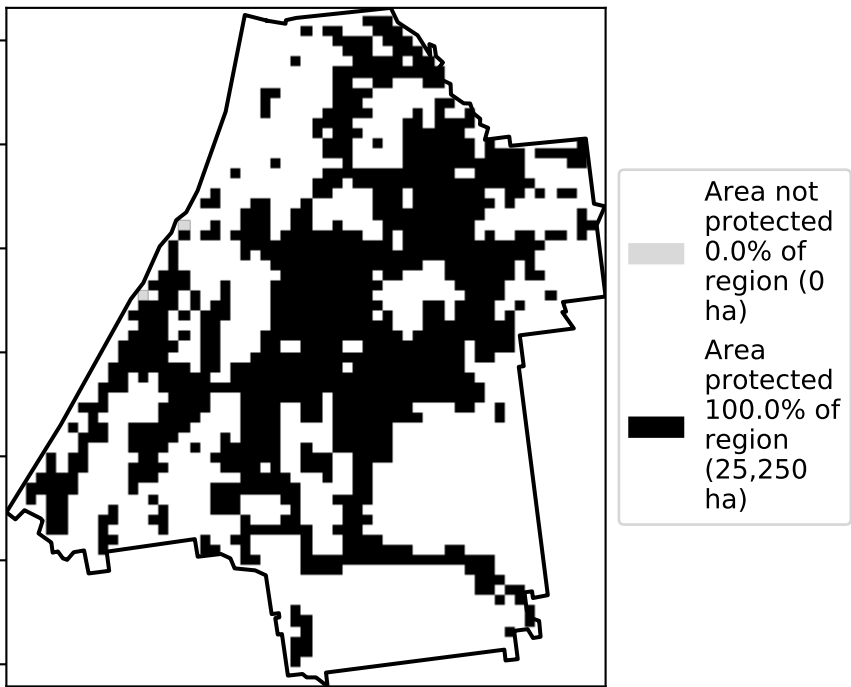 Area not
protected
0.0% of
region (0
ha)
Area
protected
100.0% of
region
(25,250
ha)